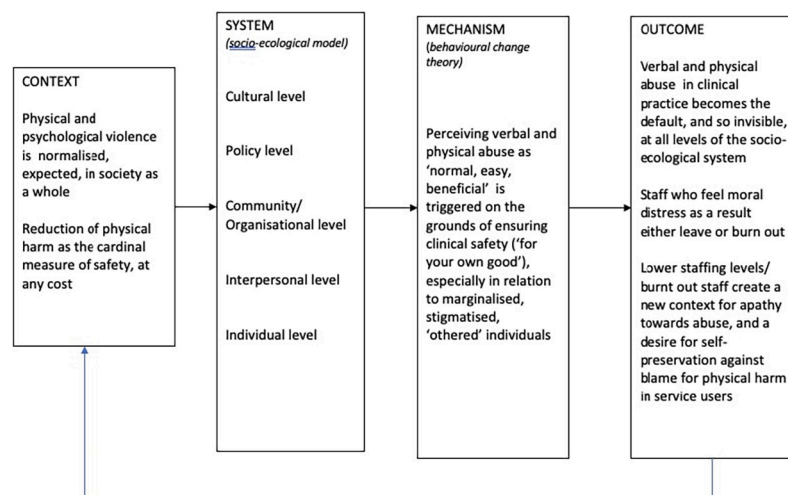 CONTEXT
Physical and
psychological violence
is normalised,
expected, in society as
a whole
Reduction of physical
harm as the cardinal
measure of safety, at
any cost
SYSTEM
(socio-ecological model)
Cultural level
Policy level
Community/
Organisational level
Interpersonal level
Individual level
MECHANISM
(behavioural change
theory)
Perceiving verbal and
physical abuse as
‘normal, easy,
beneficial’ is
triggered on the
grounds of ensuring
clinical safety (‘for
your own good’),
especially in relation
to marginalised,
stigmatised,
‘othered’ individuals
OUTCOME
Verbal and physical
abuse in clinical
practice becomes the
default, and so invisible,
at all levels of the socio-
ecological system
Staff who feel moral
distress as a result
either leave or burn out
Lower staffing levels/
burnt out staff create a
new context for apathy
towards abuse, and a
desire for self-
preservation against
blame for physical harm
in service users